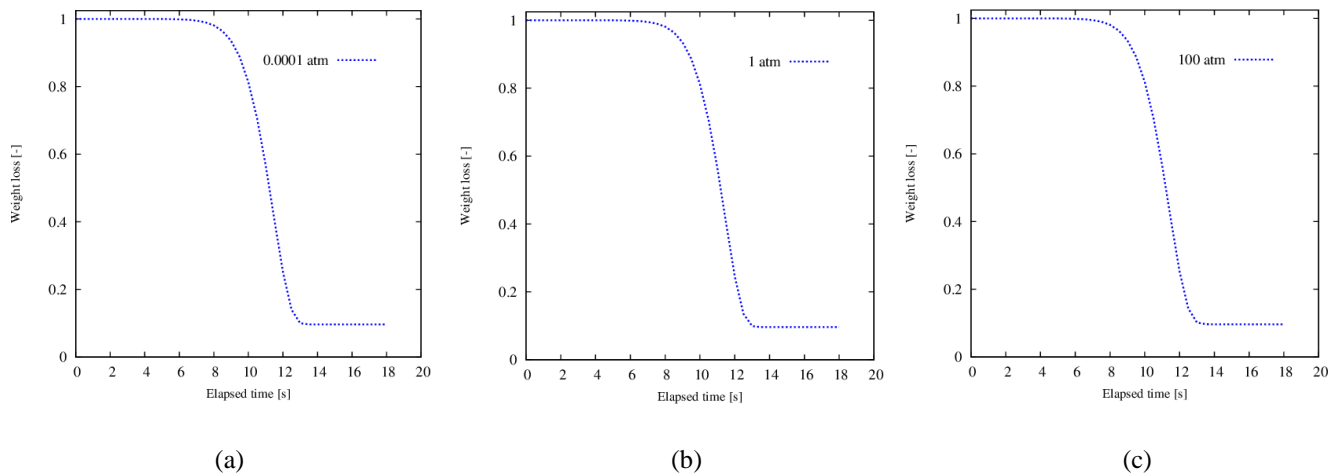 1
0.8
0.6
0.4
0.2
0
0 2 4 6 8 10 12 14 16 18 20
Weight loss [-]
Elapsed time [s]
0.0001 atm
(a)
1
0.8
0.6
0.4
0.2
0
0 2 4 6 8 10 12 14 16 18 20
Weight loss [-]
Elapsed time [s]
1 atm
(b)
1
0.8
0.6
0.4
0.2
0
0 2 4 6 8 10 12 14 16 18 20
Weight loss [-]
Elapsed time [s]
100 atm
(c)